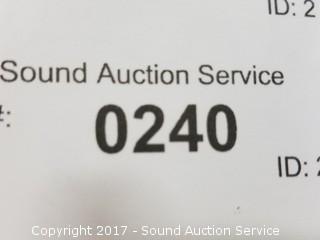 ID: 2
Sound Auction Service
#: 0240
ID: 2
Copyright 2017 - Sound Auction Service